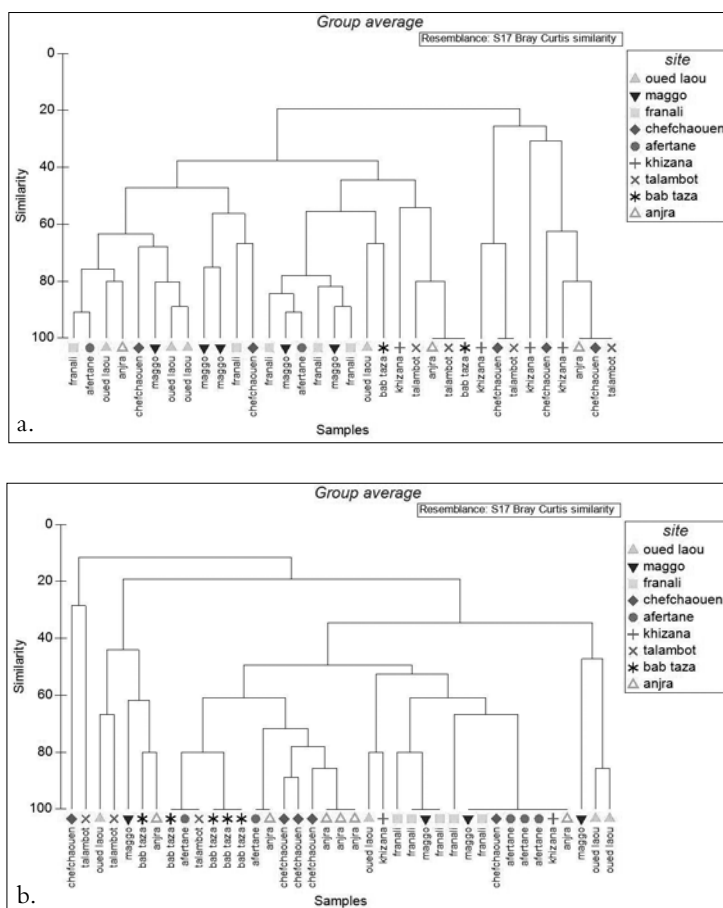 Group average
Resemblance: S17 Bray Curtis similarity
site
oued laou
maggo
franali
chefchaouen
afertane
khizana
talambot
bab taza
anjra
Similarity
0
20
40
60
80
100
franali
afertane
oued laou
anjra
chefchaouen
maggo
oued laou
oued laou
maggo
maggo
franali
chefchaouen
franali
maggo
afertane
franali
maggo
franali
oued laou
bab taza
khizana
talambot
anjra
talambot
bab taza
khizana
chefchaouen
talambot
khizana
chefchaouen
khizana
anjra
chefchaouen
talambot
Samples
a.
Group average
Resemblance: S17 Bray Curtis similarity
site
oued laou
maggo
franali
chefchaouen
afertane
khizana
talambot
bab taza
anjra
Similarity
0
20
40
60
80
100
chefchaouen
talambot
oued laou
talambot
maggo
bab taza
anjra
bab taza
afertane
talambot
bab taza
bab taza
bab taza
afertane
anjra
chefchaouen
chefchaouen
chefchaouen
anjra
anjra
anjra
oued laou
khizana
franali
franali
maggo
franali
franali
maggo
franali
chefchaouen
afertane
afertane
afertane
khizana
anjra
maggo
oued laou
oued laou
Samples
b.